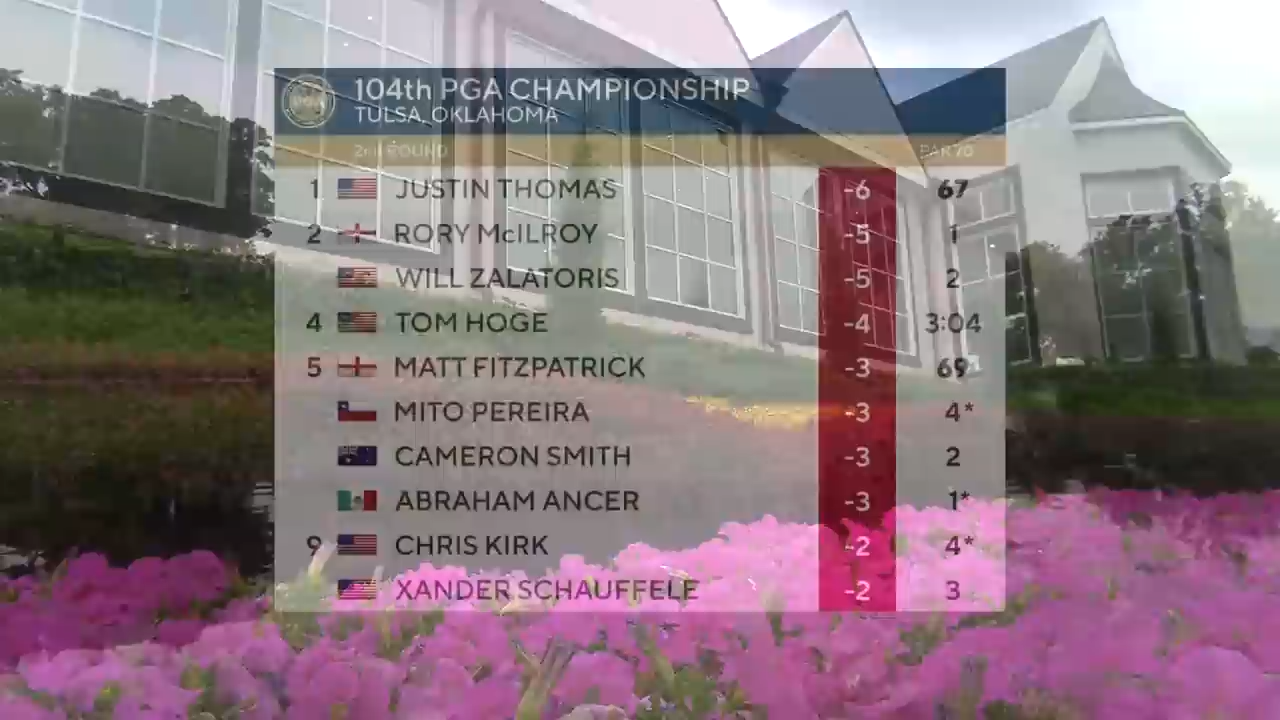 104th PGA CHAMPIONSHIP
TULSA, OKLAHOMA
2nd ROUND PAR 70
1 JUSTIN THOMAS -6 67
2 RORY McILROY -5 1
WILL ZALATORIS -5 2
4 TOM HOGE -4 3:04
5 MATT FITZPATRICK -3 69
MITO PEREIRA -3 4*
CAMERON SMITH -3 2
ABRAHAM ANCER -3 1*
9 CHRIS KIRK -2 4*
XANDER SCHAUFFELE -2 3